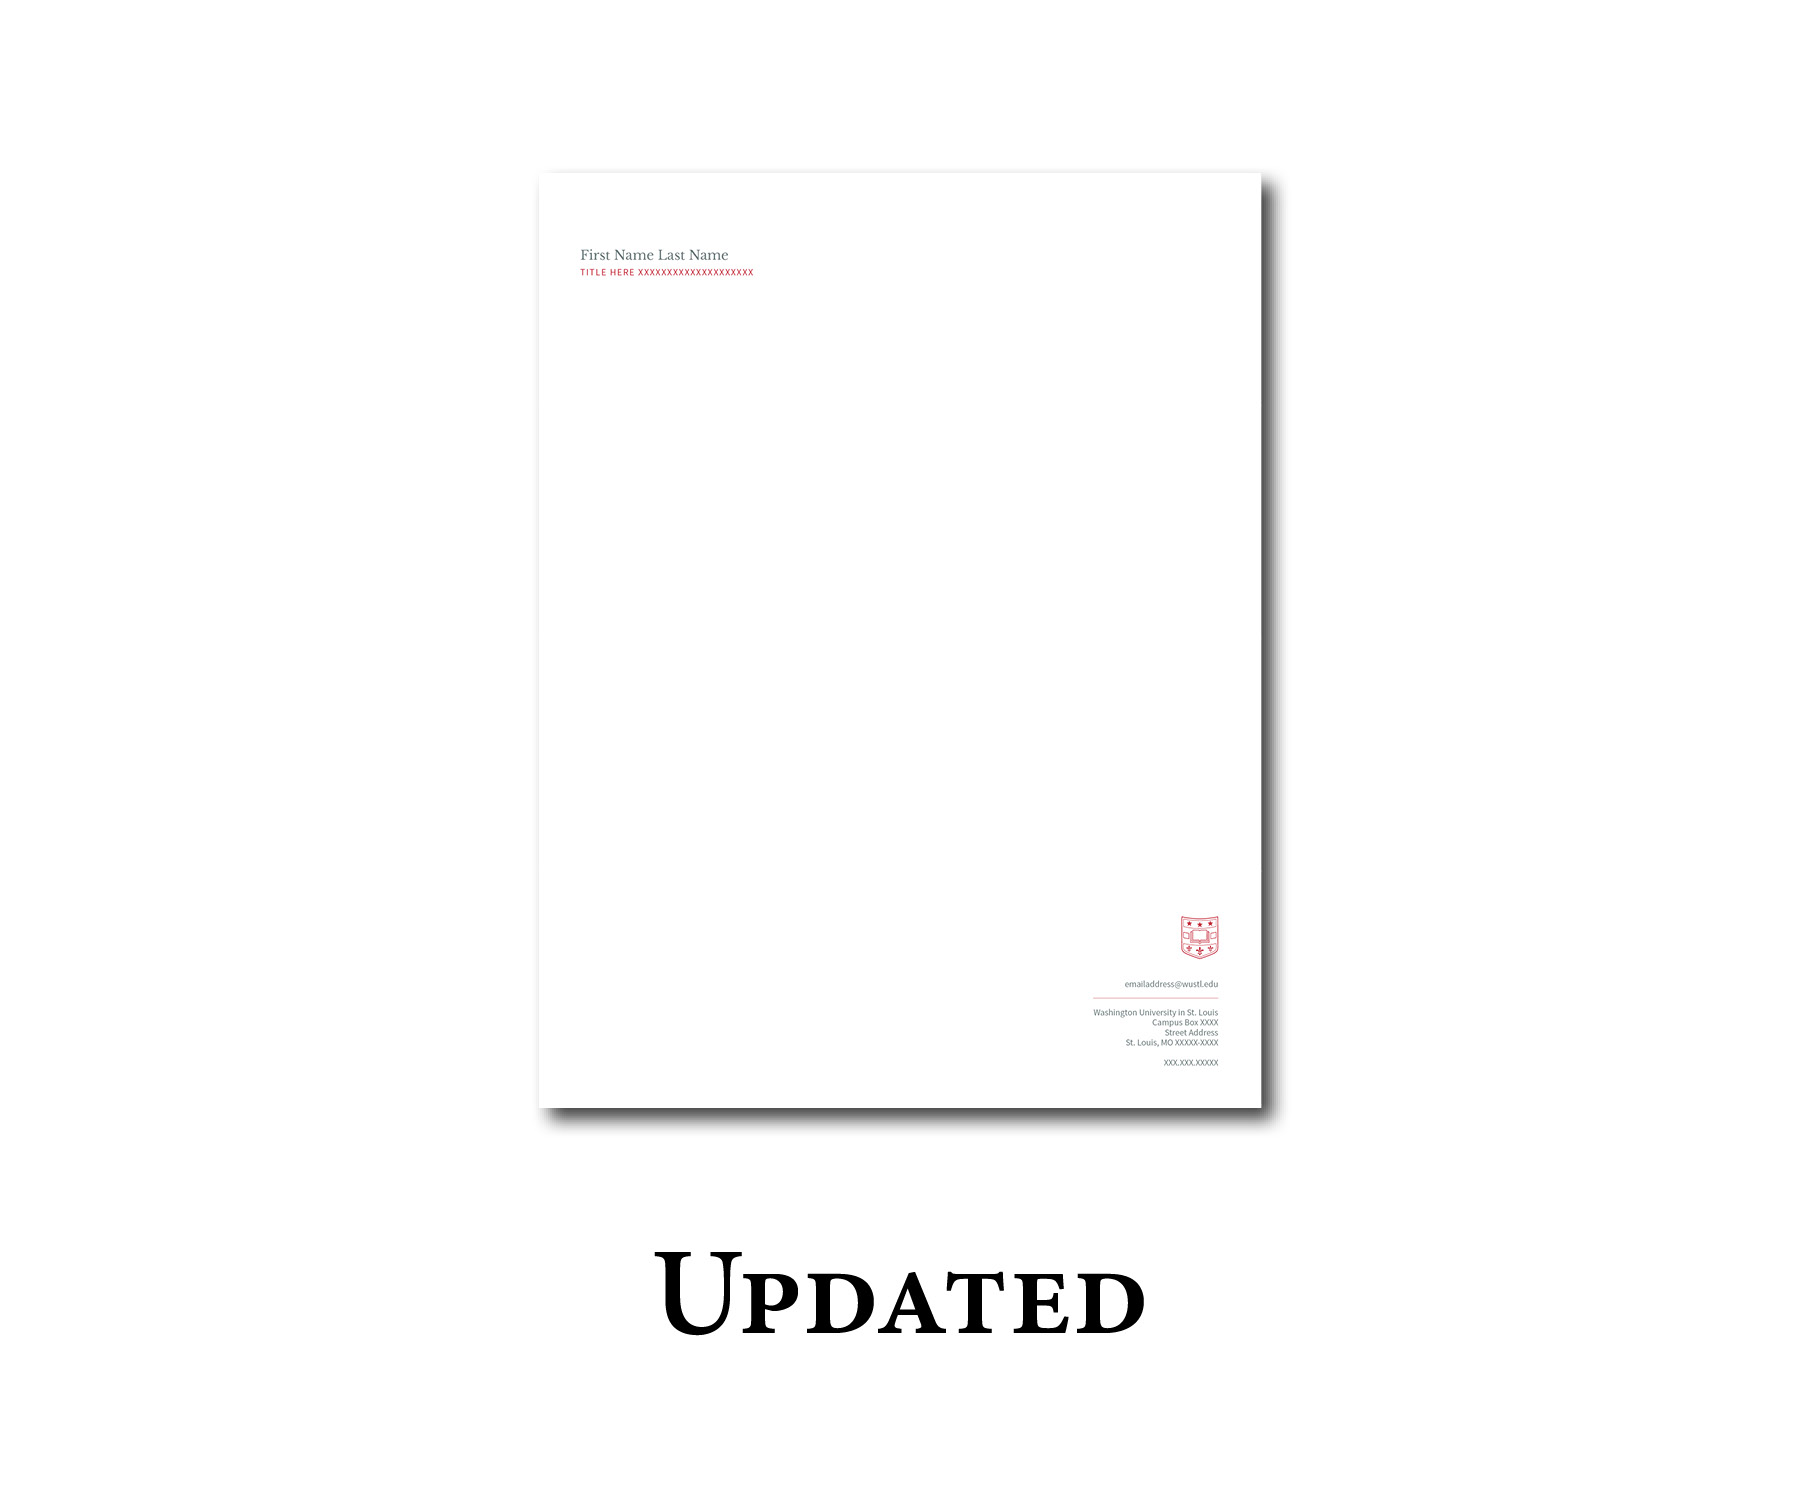 First Name Last Name
TITLE HERE XXXXXXXXXXXXXXXXXXXX
emailaddress@wustl.edu
Washington University in St. Louis
Campus Box XXXX
Street Address
St. Louis, MO XXXXX-XXXX
XXX.XXX.XXXXX
UPDATED